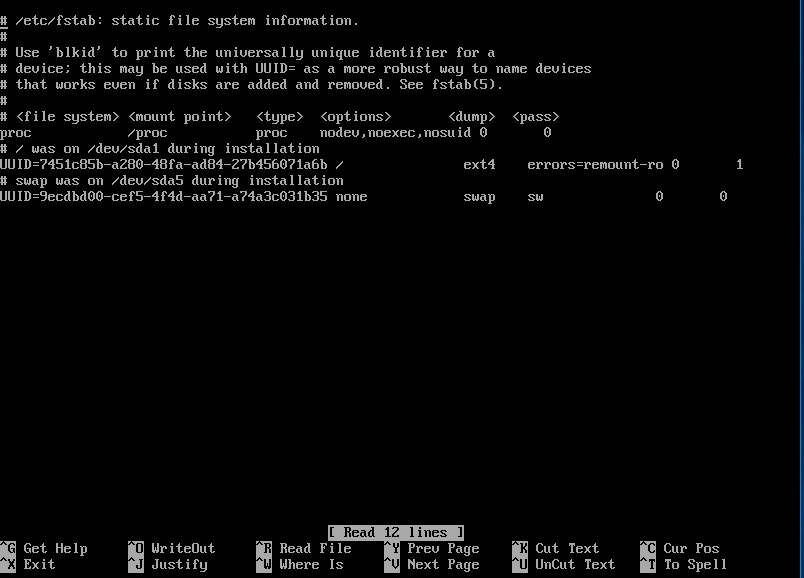 # /etc/fstab: static file system information.
#
# Use 'blkid' to print the universally unique identifier for a
# device; this may be used with UUID= as a more robust way to name devices
# that works even if disks are added and removed. See fstab(5).
#
# <file system> <mount point>   <type>  <options>       <dump>  <pass>
proc            /proc           proc    nodev,noexec,nosuid 0       0
# / was on /dev/sda1 during installation
UUID=7451c85b-a280-48fa-ad84-27b456071a6b /               ext4    errors=remount-ro 0       1
# swap was on /dev/sda5 during installation
UUID=9ecdbd00-cef5-4f4d-aa71-a74a3c031b35 none            swap    sw              0       0
[ Read 12 lines ]
^G Get Help     ^O WriteOut     ^R Read File    ^Y Prev Page    ^K Cut Text     ^C Cur Pos
^X Exit         ^J Justify      ^W Where Is     ^V Next Page    ^U UnCut Text   ^T To Spell